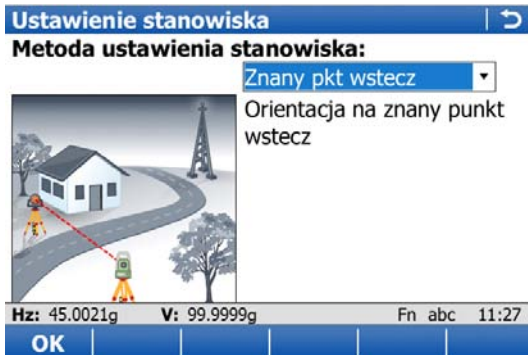 Ustawienie stanowiska
Metoda ustawienia stanowiska:
Znany pkt wstecz
Orientacja na znany punkt
wstecz
Hz: 45.0021g V: 99.9999g Fn abc 11:27
OK